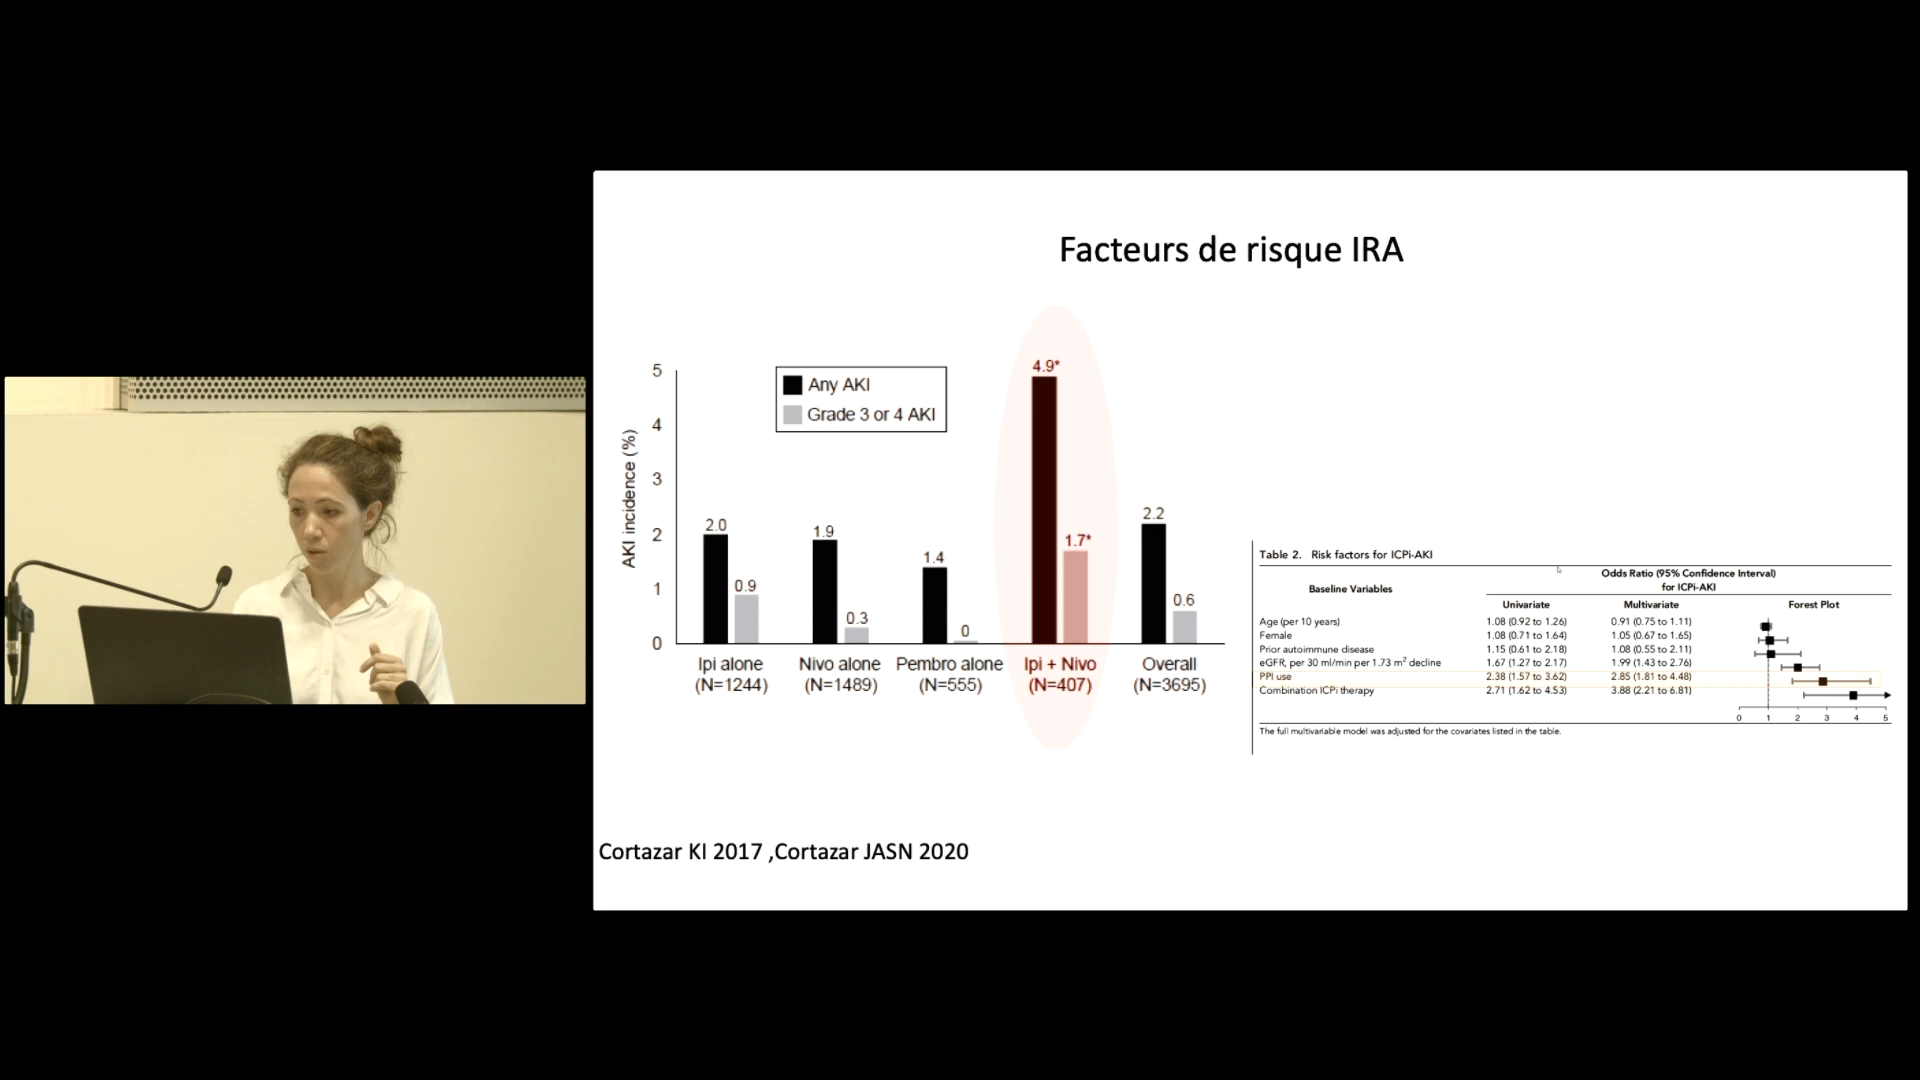 Facteurs de risque IRA
Any AKI
Grade 3 or 4 AKI
AKI incidence (%)
5
4
3
2
1
0
2.0
0.9
1.9
0.3
1.4
0
4.9*
1.7*
2.2
0.6
Ipi alone
(N=1244)
Nivo alone
(N=1489)
Pembro alone
(N=555)
Ipi + Nivo
(N=407)
Overall
(N=3695)
Table 2. Risk factors for ICPi-AKI
Baseline Variables
Odds Ratio (95% Confidence Interval)
for ICPi-AKI
Univariate Multivariate Forest Plot
Age (per 10 years) 1.08 (0.92 to 1.26) 0.91 (0.75 to 1.11)
Female 1.08 (0.71 to 1.64) 1.05 (0.67 to 1.65)
Prior autoimmune disease 1.15 (0.61 to 2.18) 1.08 (0.55 to 2.11)
eGFR, per 30 ml/min per 1.73 m² decline 1.67 (1.27 to 2.17) 1.99 (1.43 to 2.76)
PPI use 2.38 (1.57 to 3.62) 2.85 (1.81 to 4.48)
Combination ICPi therapy 2.71 (1.62 to 4.53) 3.88 (2.21 to 6.81)
0 1 2 3 4 5
The full multivariable model was adjusted for the covariates listed in the table.
Cortazar KI 2017 ,Cortazar JASN 2020